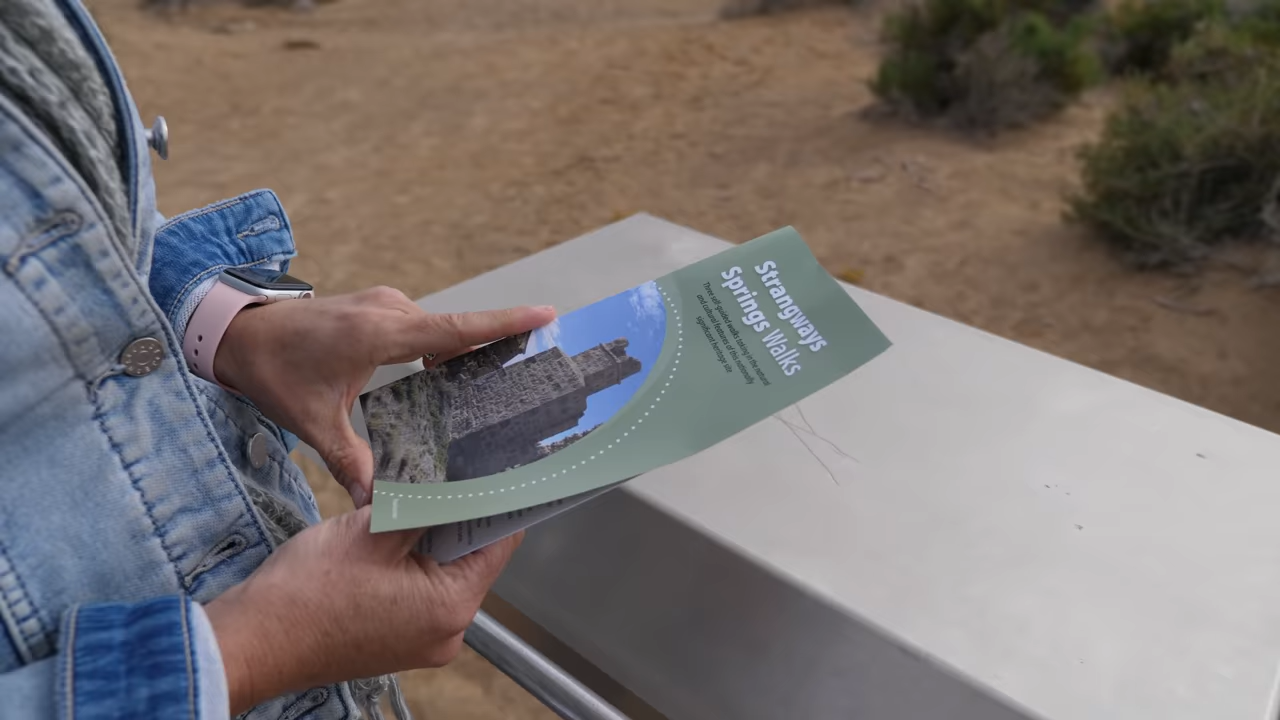 Strangways
Springs Walks
Three self-guided walks taking in the natural
and cultural features of this nationally
significant heritage site